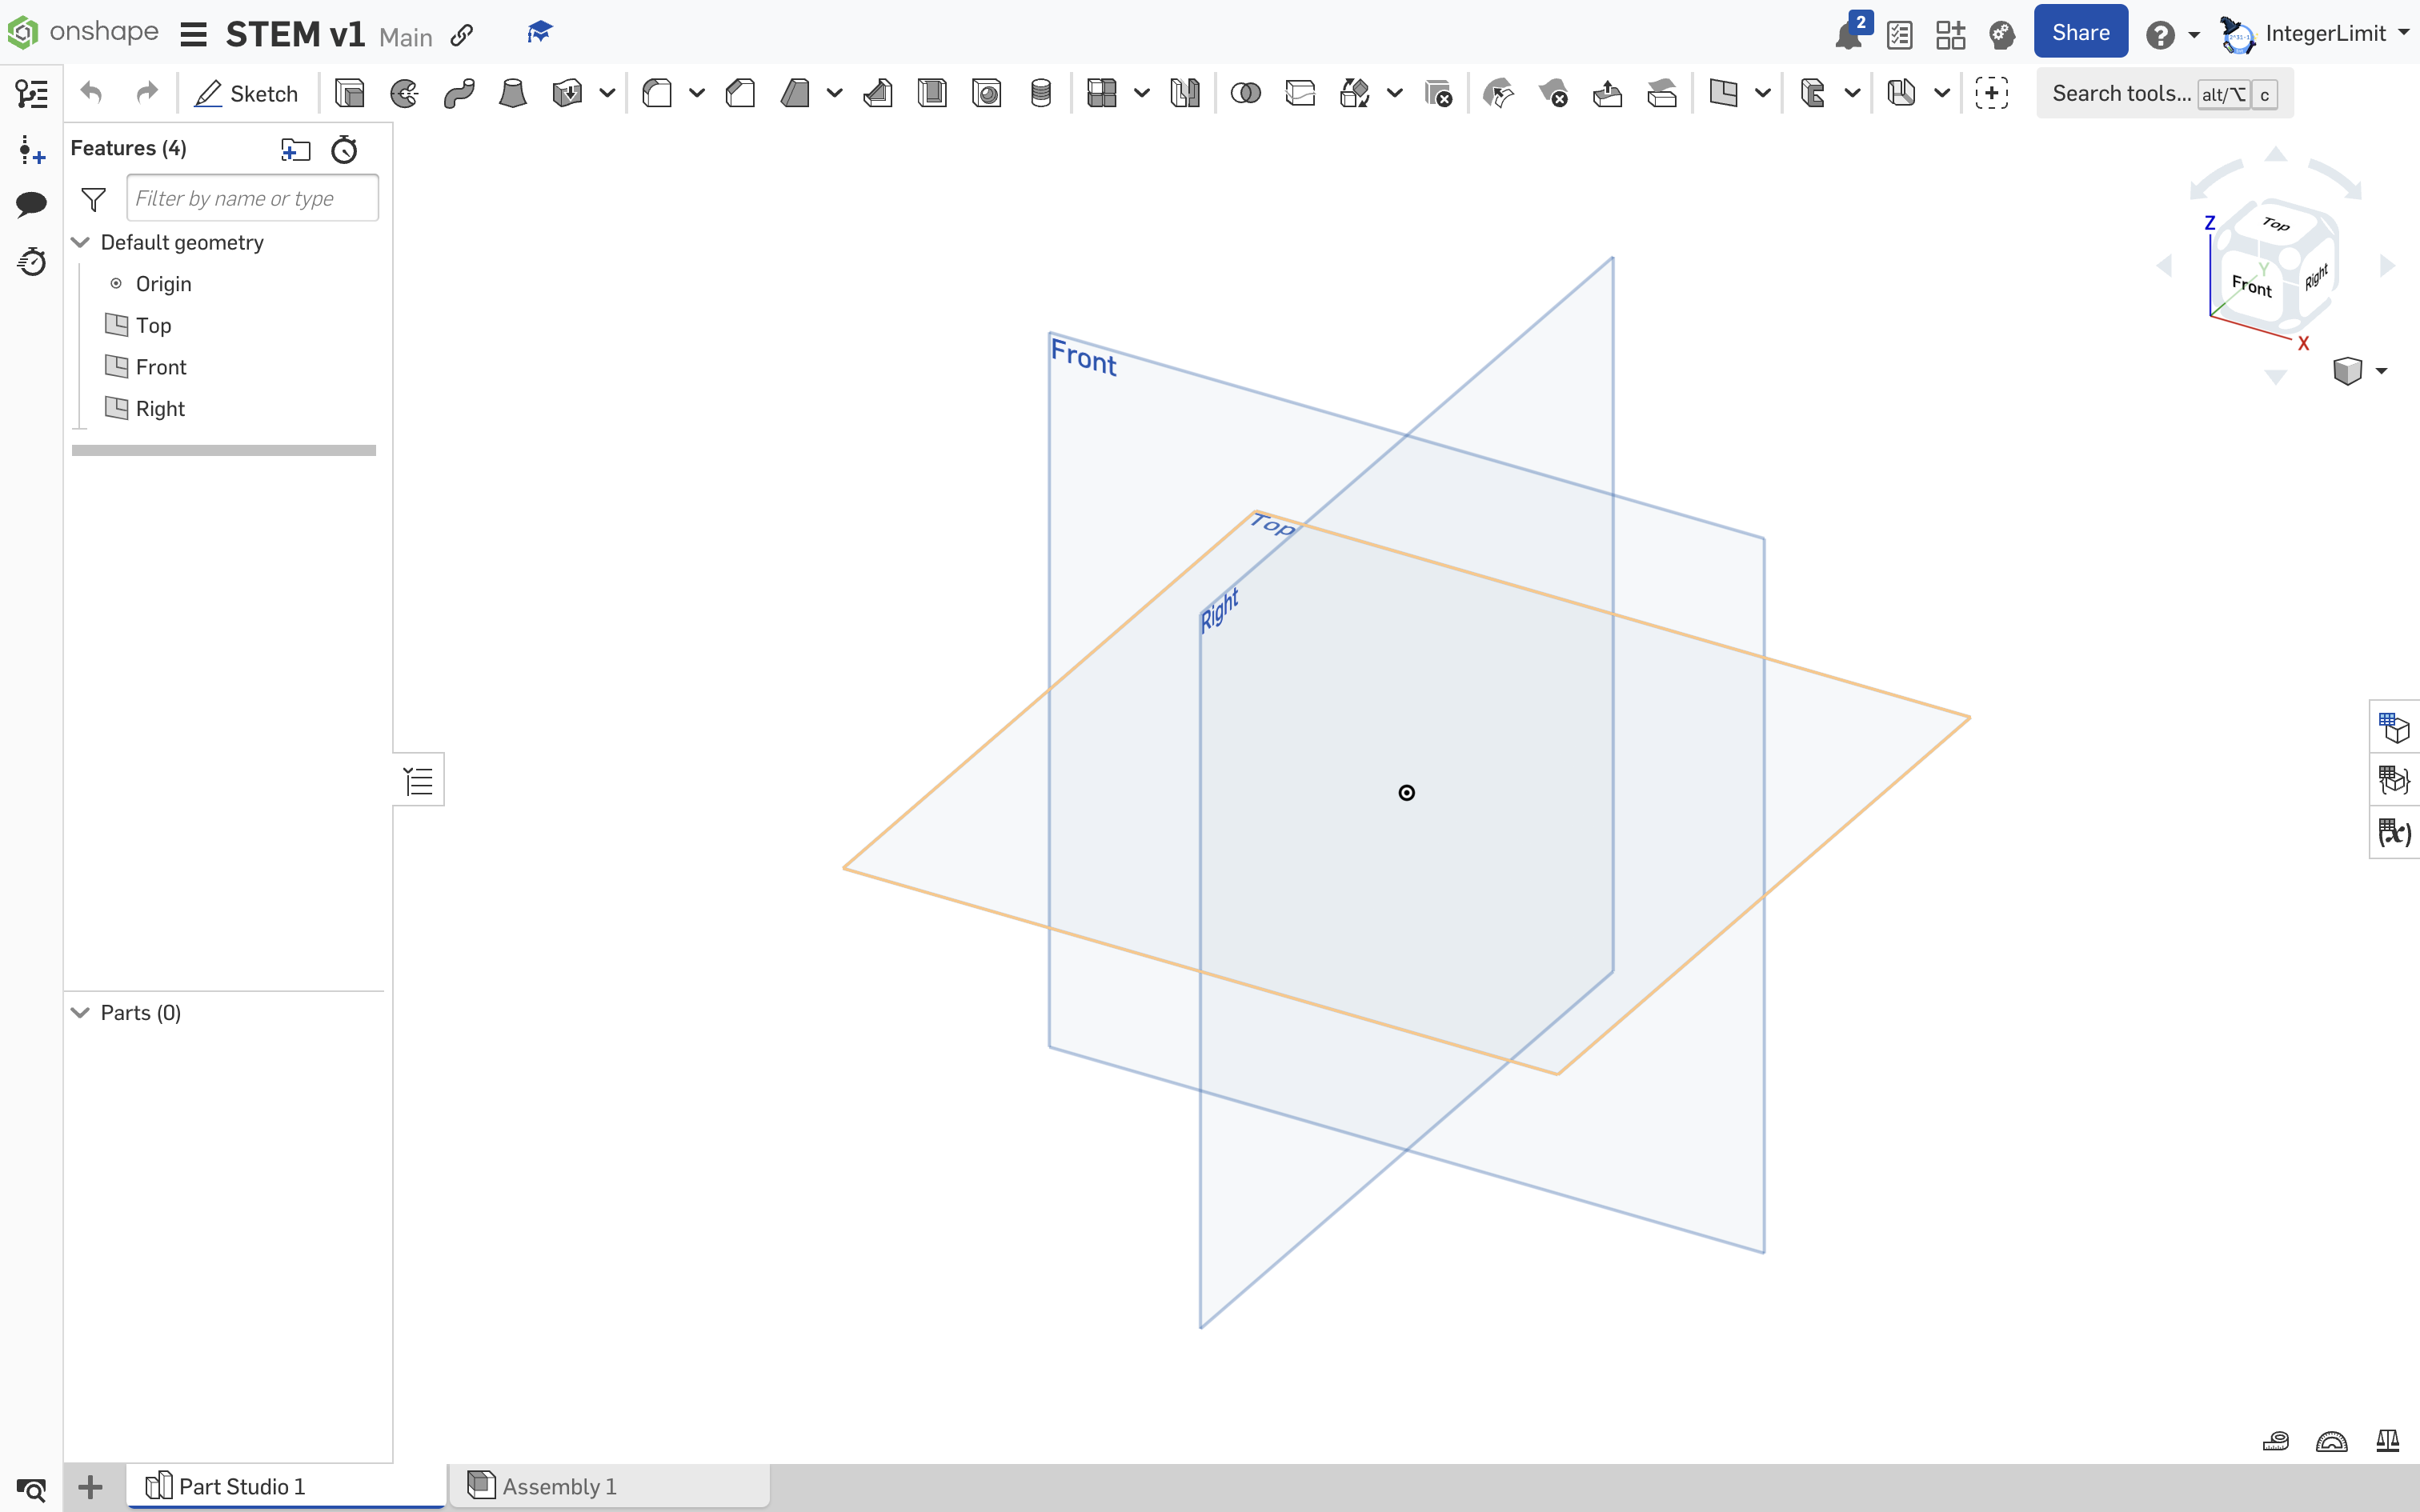 onshape STEM v1 Main 2 Share IntegerLimit
Sketch Search tools... alt/⌥ c
Features (4)
Filter by name or type
Default geometry
Origin
Top
Front
Right
Parts (0)
Front
Top
Right
Z
Top
Y
Front
Right
X
Part Studio 1 Assembly 1